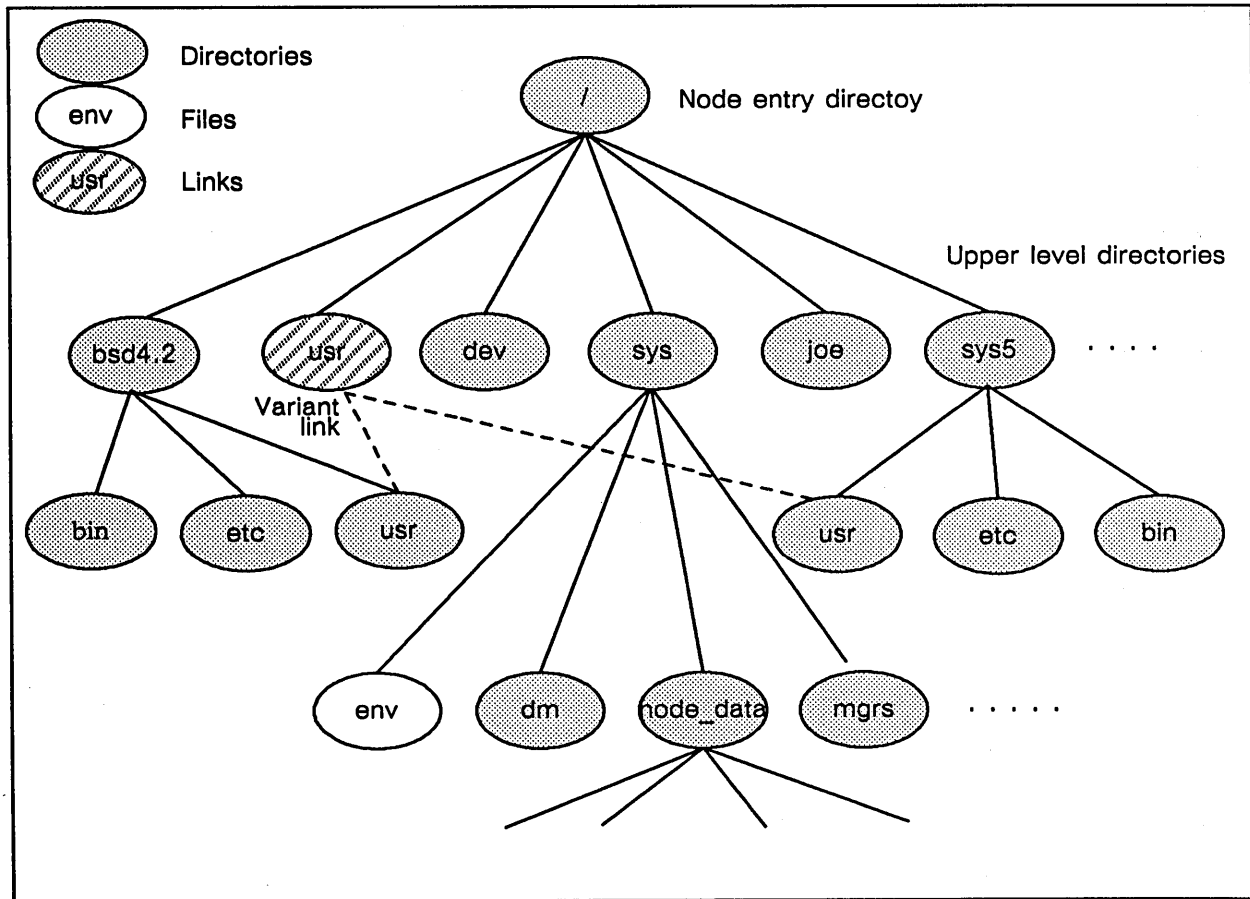 Directories
env Files
usr Links
/ Node entry directoy
Upper level directories
bsd4.2 usr dev sys joe sys5 . . . .
Variant
link
bin etc usr usr etc bin
env dm node_data mgrs . . . . .